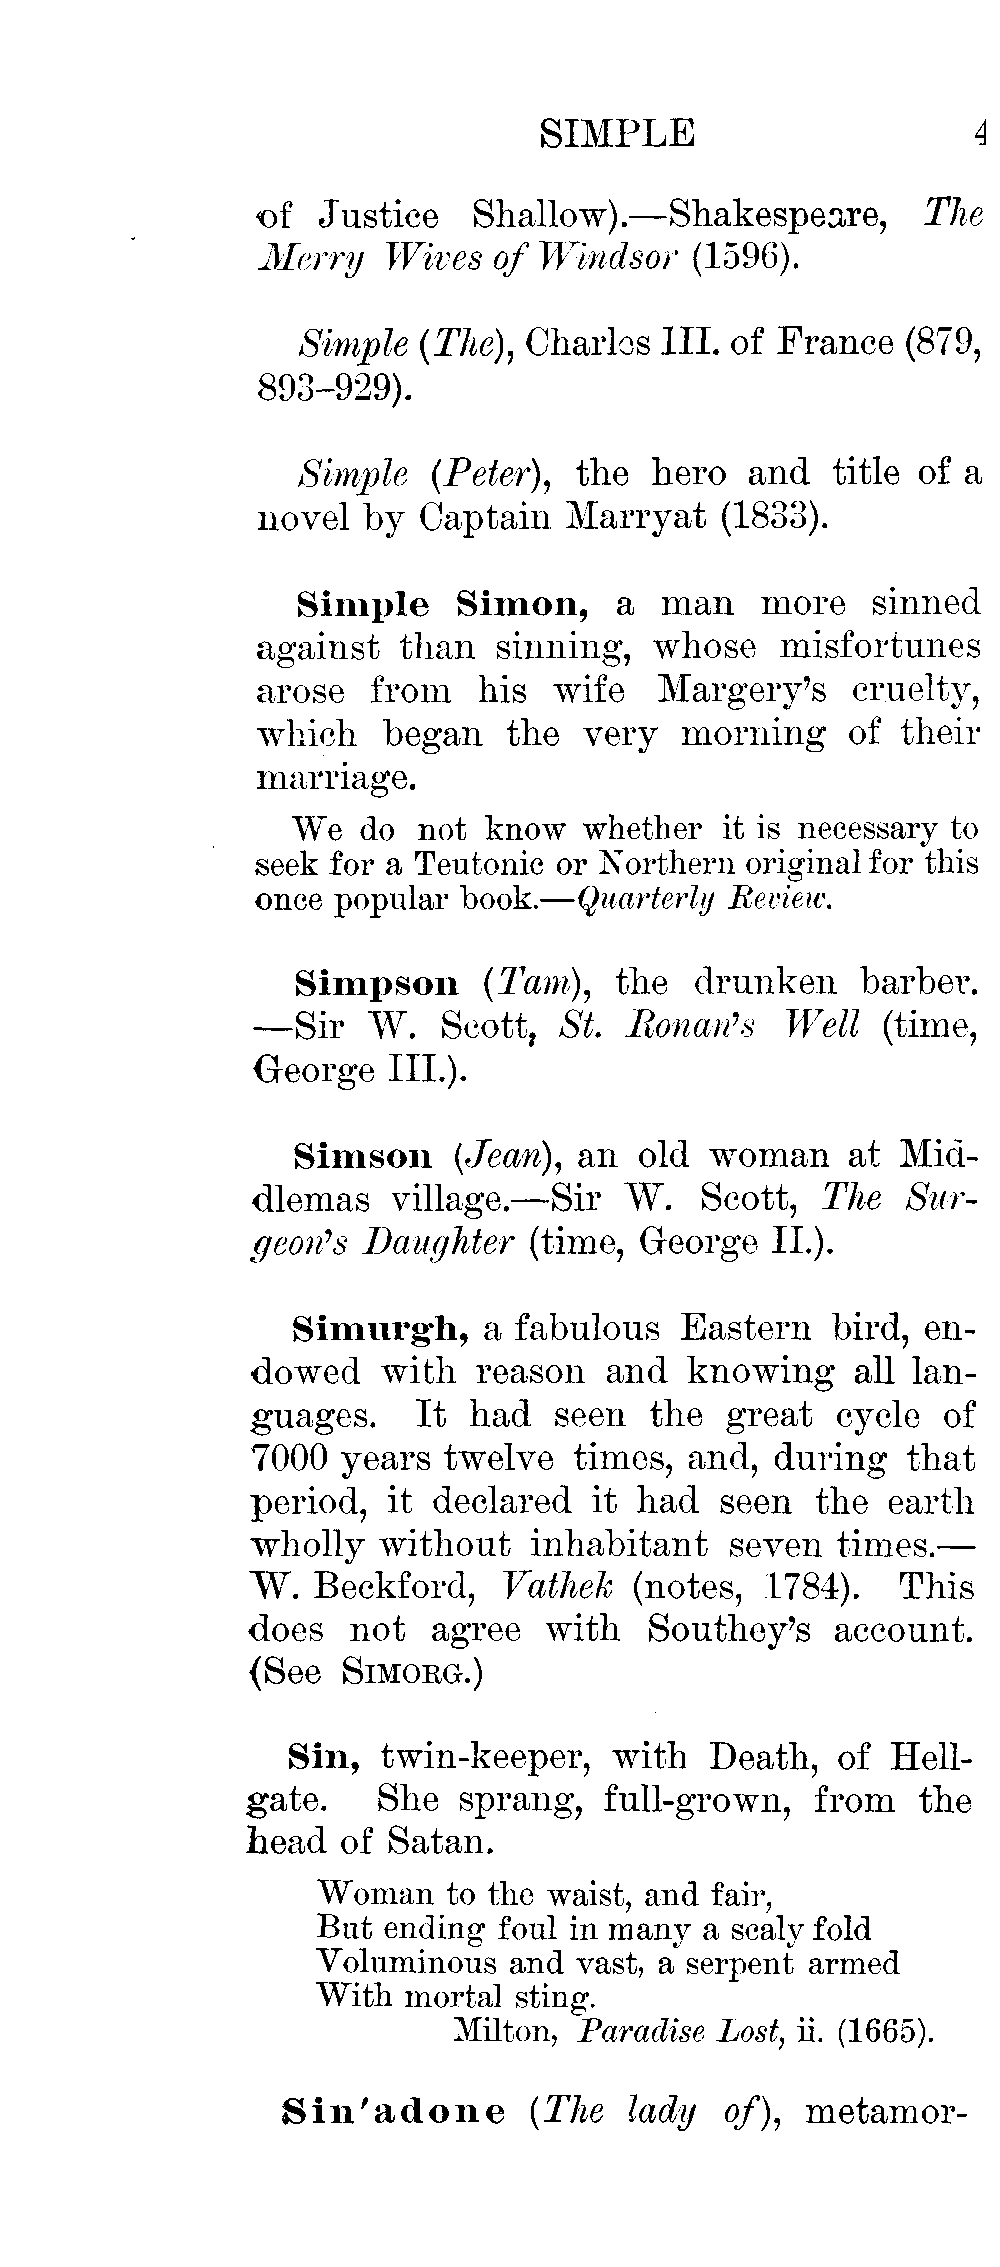 SIMPLE 4
of Justice Shallow).—Shakespeare, The
Merry Wives of Windsor (1596).
Simple (The), Charles III. of France (879,
893–929).
Simple (Peter), the hero and title of a
novel by Captain Marryat (1833).
Simple Simon, a man more sinned
against than sinning, whose misfortunes
arose from his wife Margery's cruelty,
which began the very morning of their
marriage.
We do not know whether it is necessary to
seek for a Teutonic or Northern original for this
once popular book.—Quarterly Review.
Simpson (Tam), the drunken barber.
—Sir W. Scott, St. Ronan's Well (time,
George III.).
Simson (Jean), an old woman at Mid-
dlemas village.—Sir W. Scott, The Sur-
geon's Daughter (time, George II.).
Simurgh, a fabulous Eastern bird, en-
dowed with reason and knowing all lan-
guages. It had seen the great cycle of
7000 years twelve times, and, during that
period, it declared it had seen the earth
wholly without inhabitant seven times.—
W. Beckford, Vathek (notes, 1784). This
does not agree with Southey's account.
(See SIMORG.)
Sin, twin-keeper, with Death, of Hell-
gate. She sprang, full-grown, from the
head of Satan.
Woman to the waist, and fair,
But ending foul in many a scaly fold
Voluminous and vast, a serpent armed
With mortal sting.
Milton, Paradise Lost, ii. (1665).
Sin'adone (The lady of), metamor-